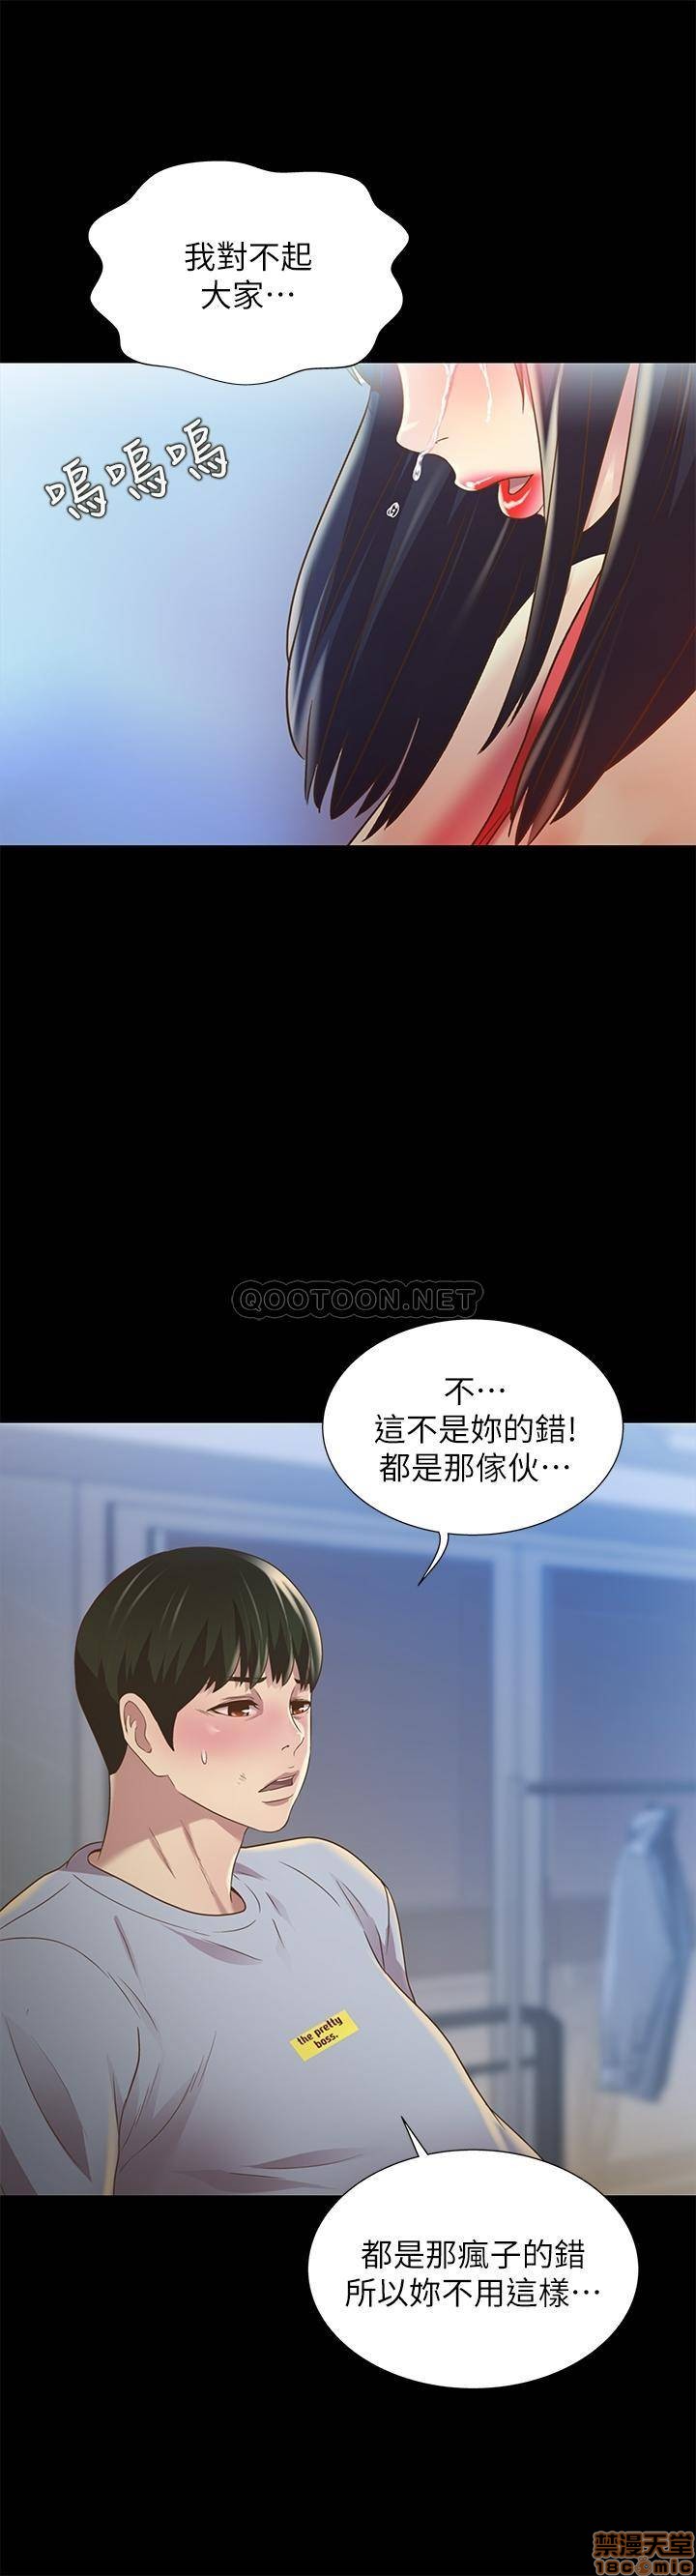 我對不起
大家…
嗚嗚嗚
QOOTOON.NET
不…
這不是妳的錯!
都是那傢伙…
the pretty
boss.
都是那瘋子的錯
所以妳不用這樣…
禁漫天堂
18comic